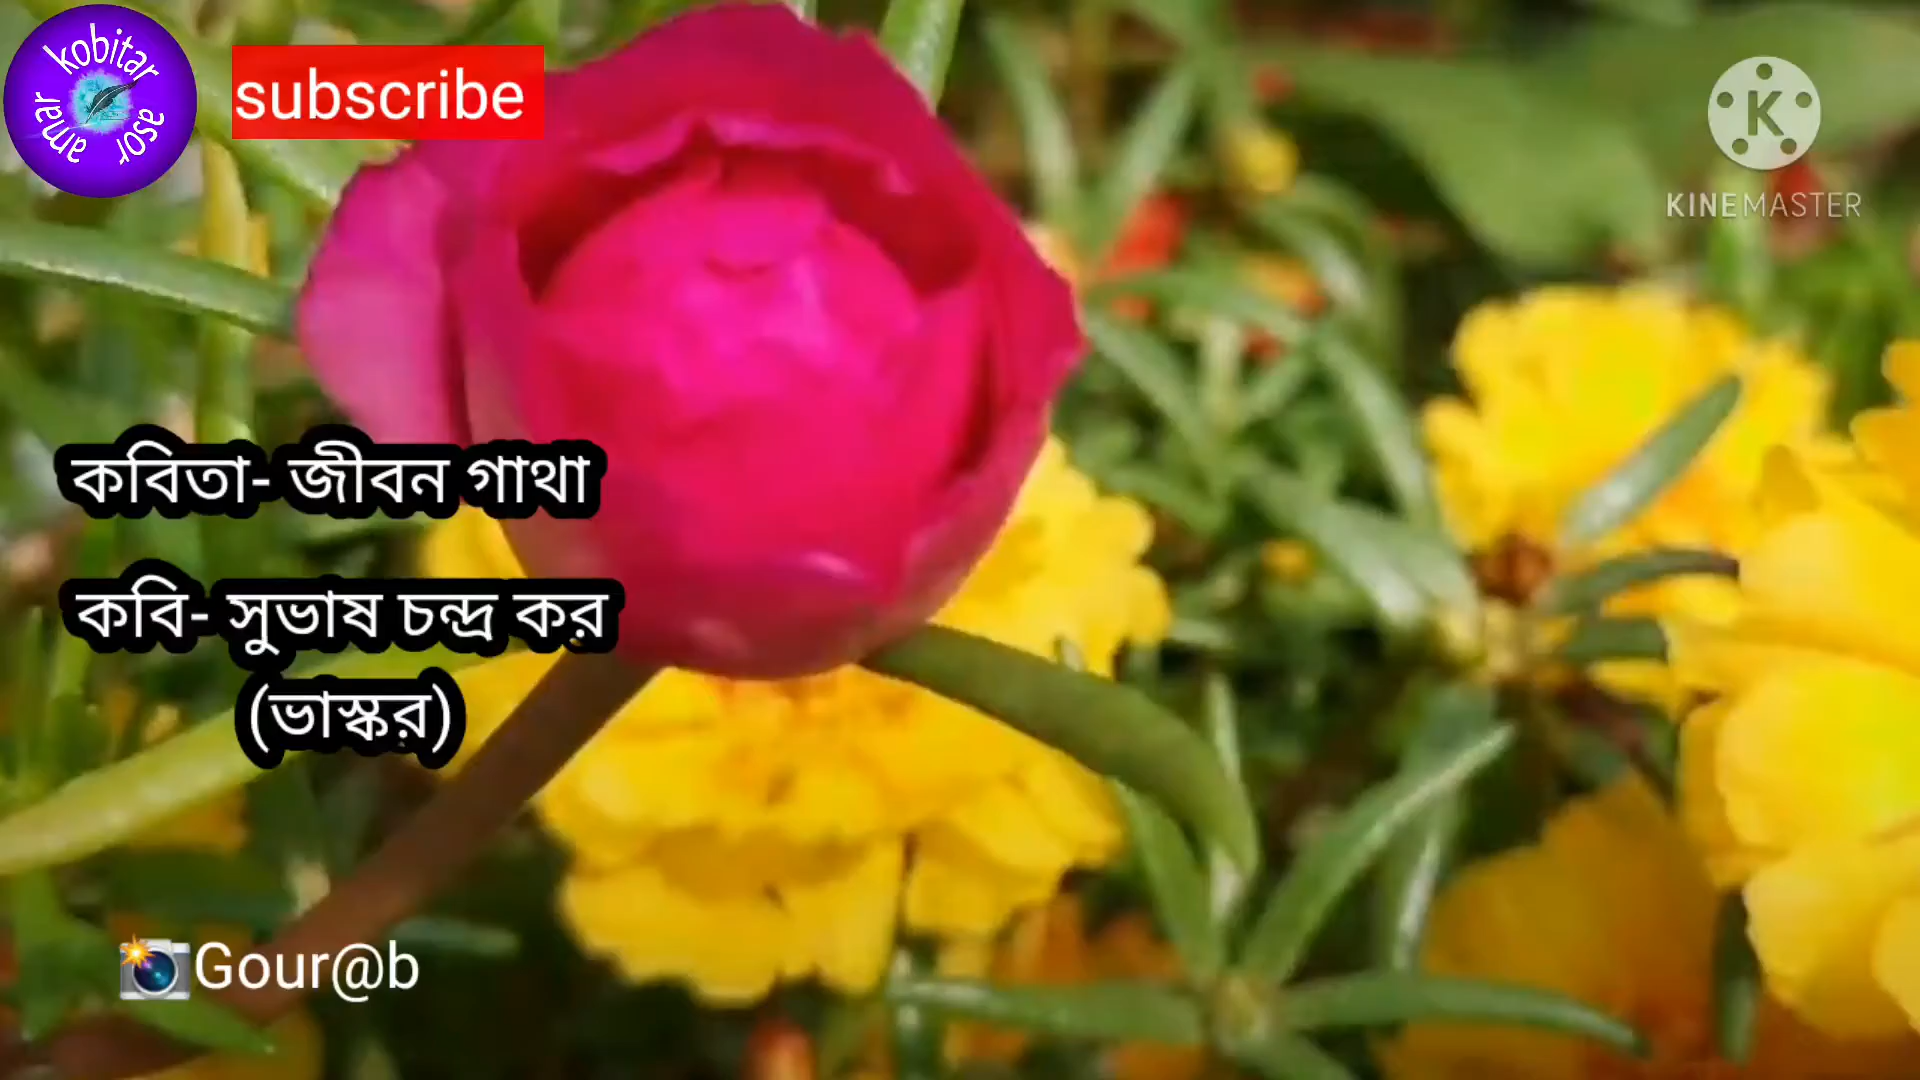 amar kobitar asor
subscribe
K
KINEMASTER
কবিতা- জীবন গাথা
কবি- সুভাষ চন্দ্র কর
(ভাস্কর)
📸Gour@b